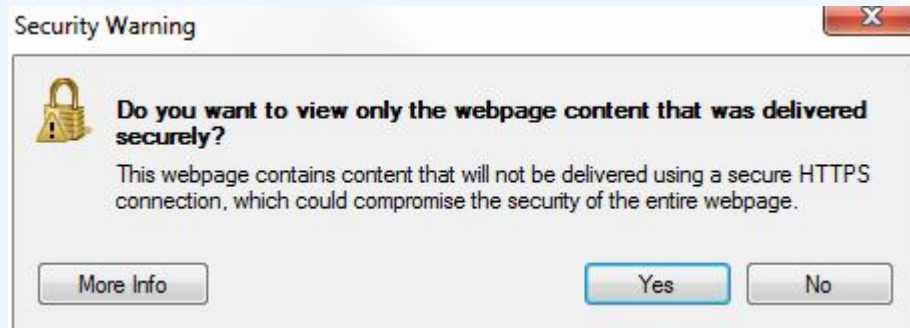 Security Warning
Do you want to view only the webpage content that was delivered
securely?
This webpage contains content that will not be delivered using a secure HTTPS
connection, which could compromise the security of the entire webpage.
More Info Yes No